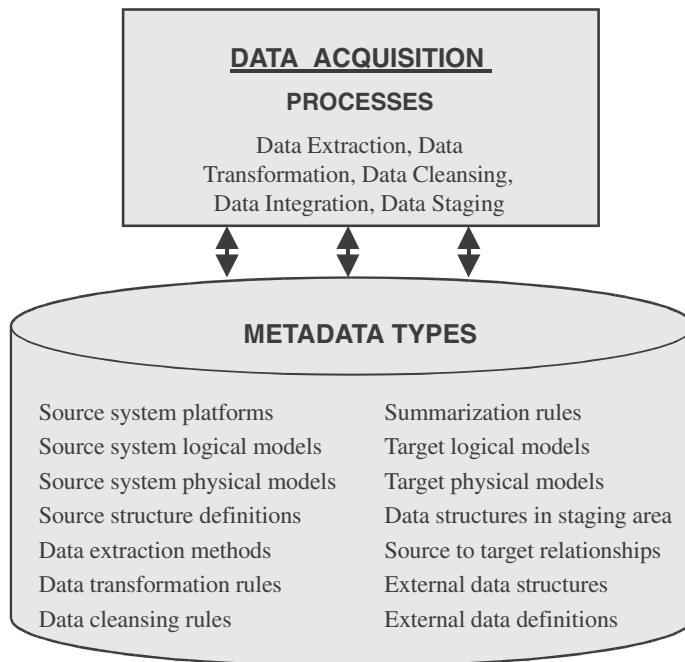 DATA ACQUISITION
PROCESSES
Data Extraction, Data
Transformation, Data Cleansing,
Data Integration, Data Staging
METADATA TYPES
Source system platforms
Source system logical models
Source system physical models
Source structure definitions
Data extraction methods
Data transformation rules
Data cleansing rules
Summarization rules
Target logical models
Target physical models
Data structures in staging area
Source to target relationships
External data structures
External data definitions